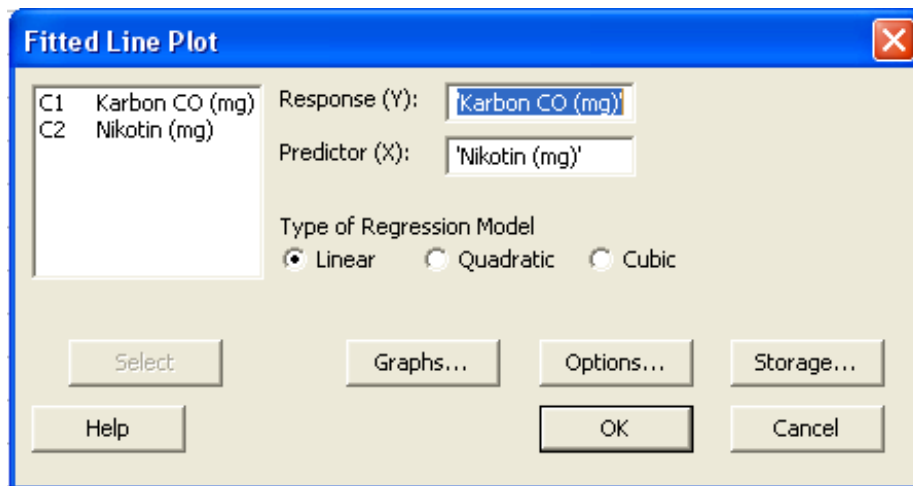 Fitted Line Plot
C1 Karbon CO (mg)
C2 Nikotin (mg)
Response (Y): 'Karbon CO (mg)'
Predictor (X): 'Nikotin (mg)'
Type of Regression Model
Linear Quadratic Cubic
Select Graphs... Options... Storage...
Help OK Cancel